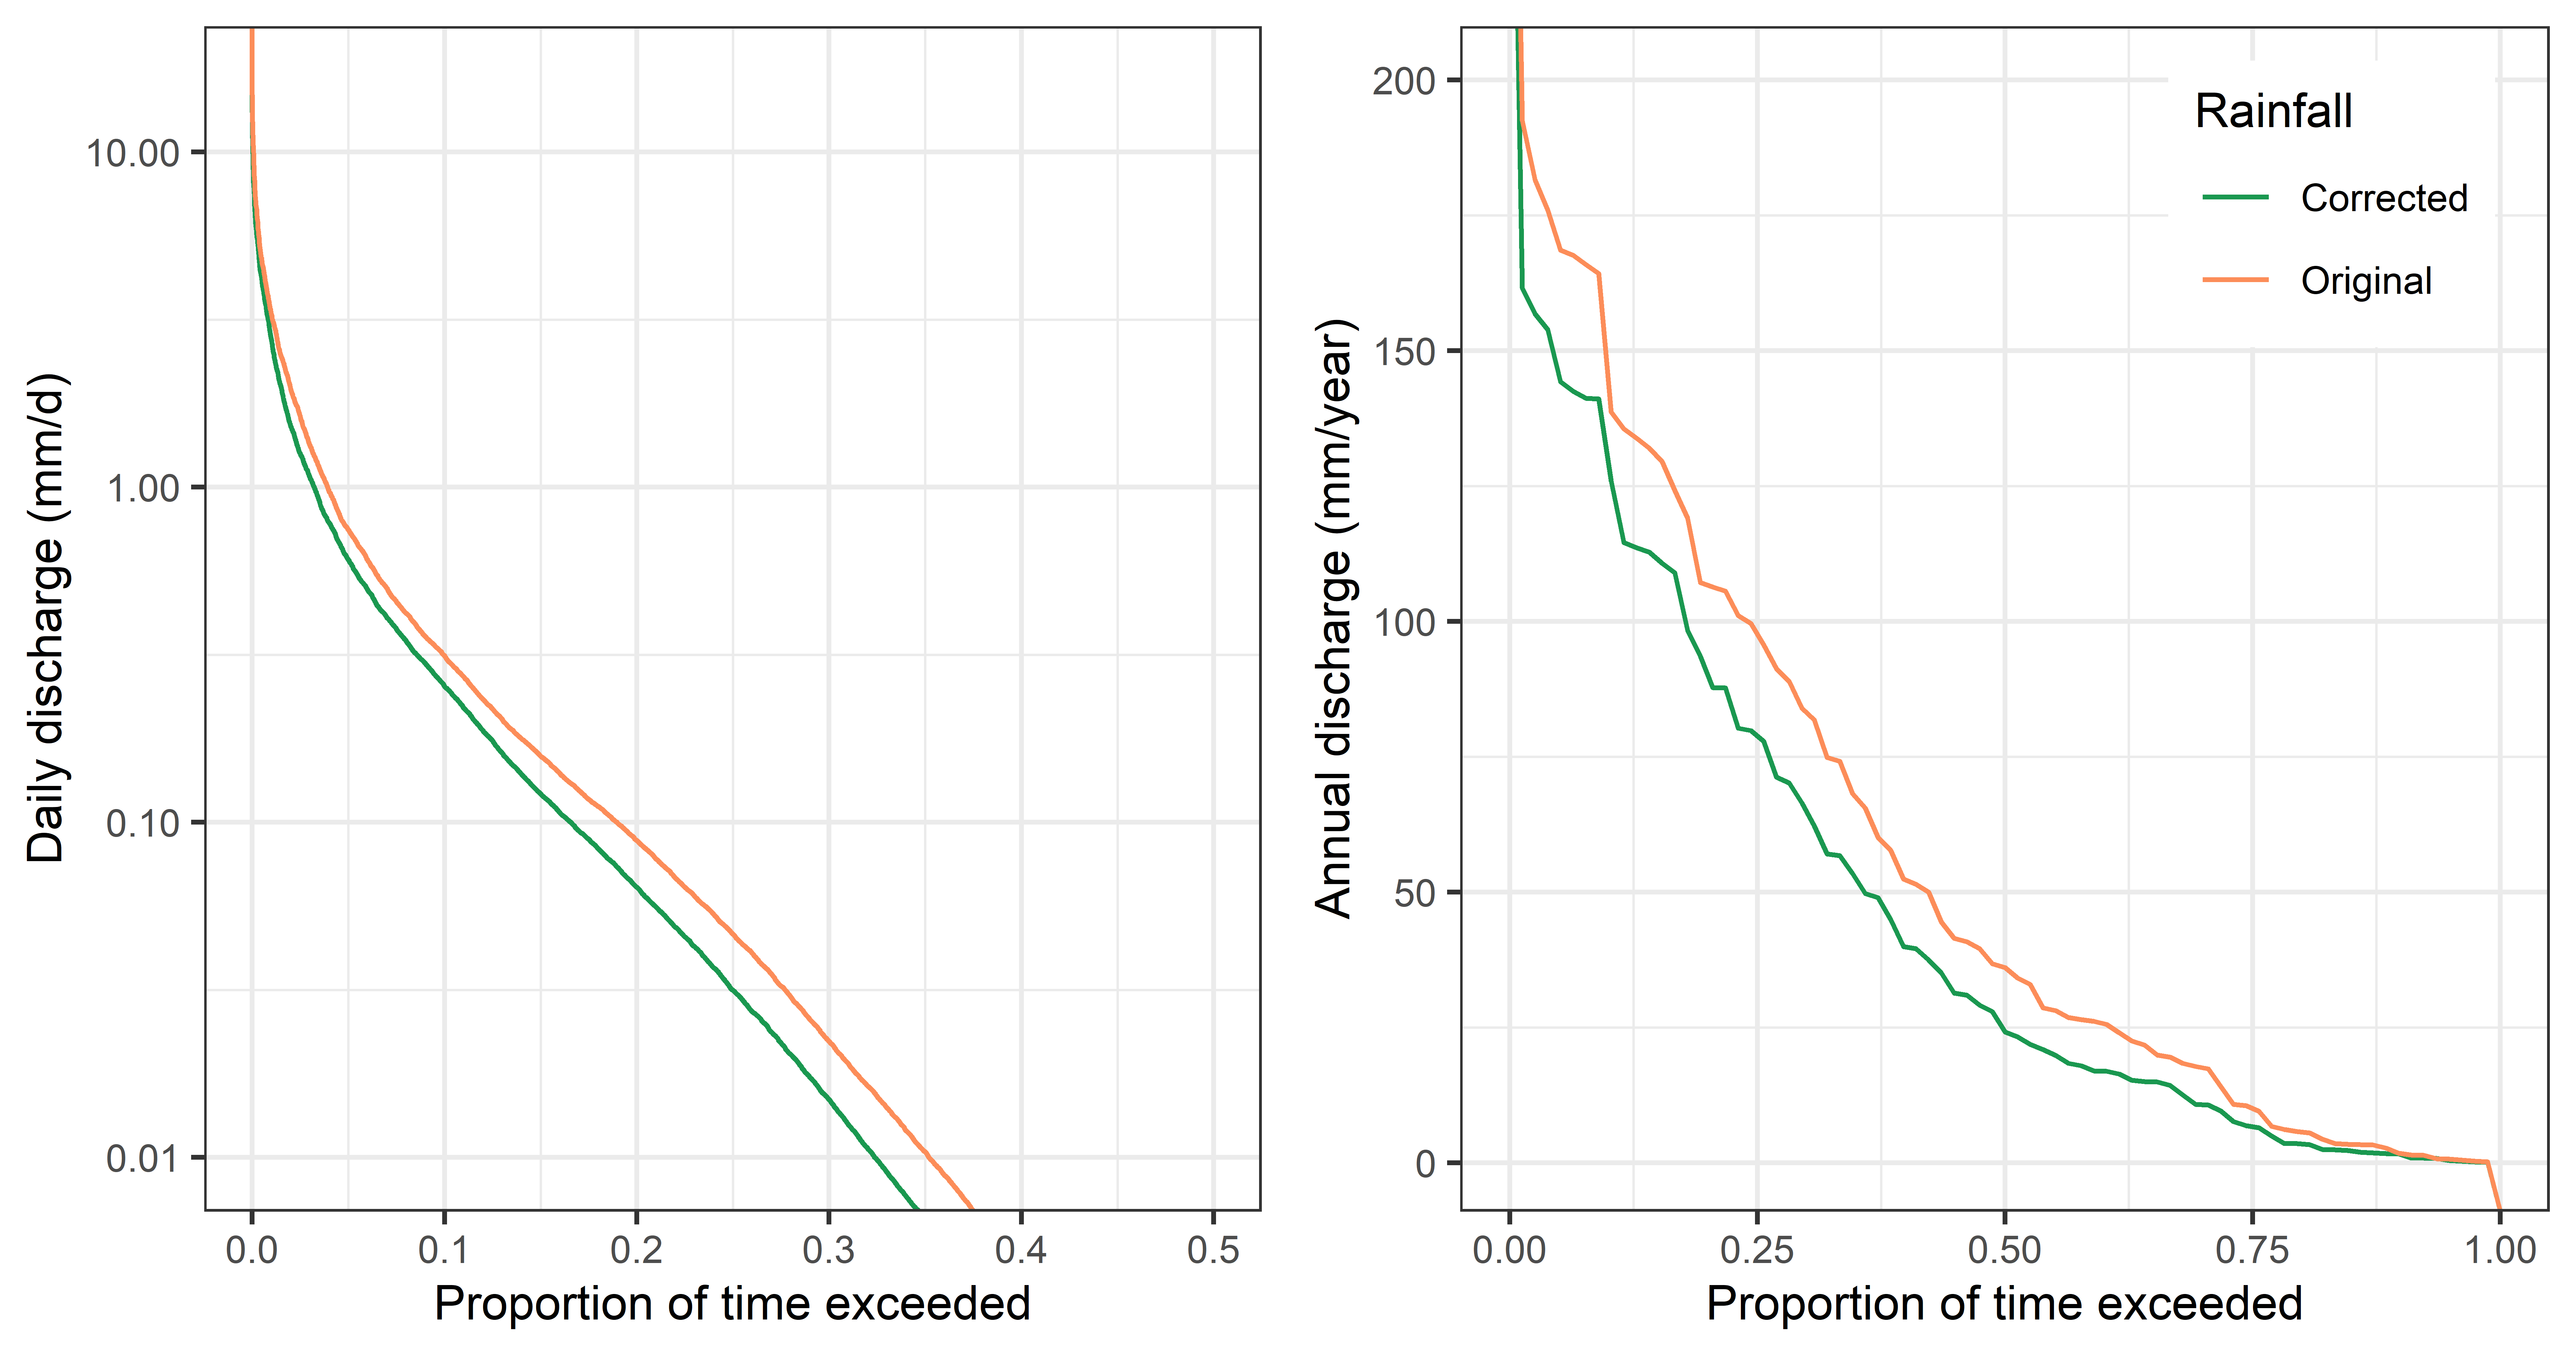 Daily discharge (mm/d)
10.00
1.00
0.10
0.01
0.0 0.1 0.2 0.3 0.4 0.5
Proportion of time exceeded
Annual discharge (mm/year)
200
150
100
50
0
0.00 0.25 0.50 0.75 1.00
Proportion of time exceeded
Rainfall
Corrected
Original